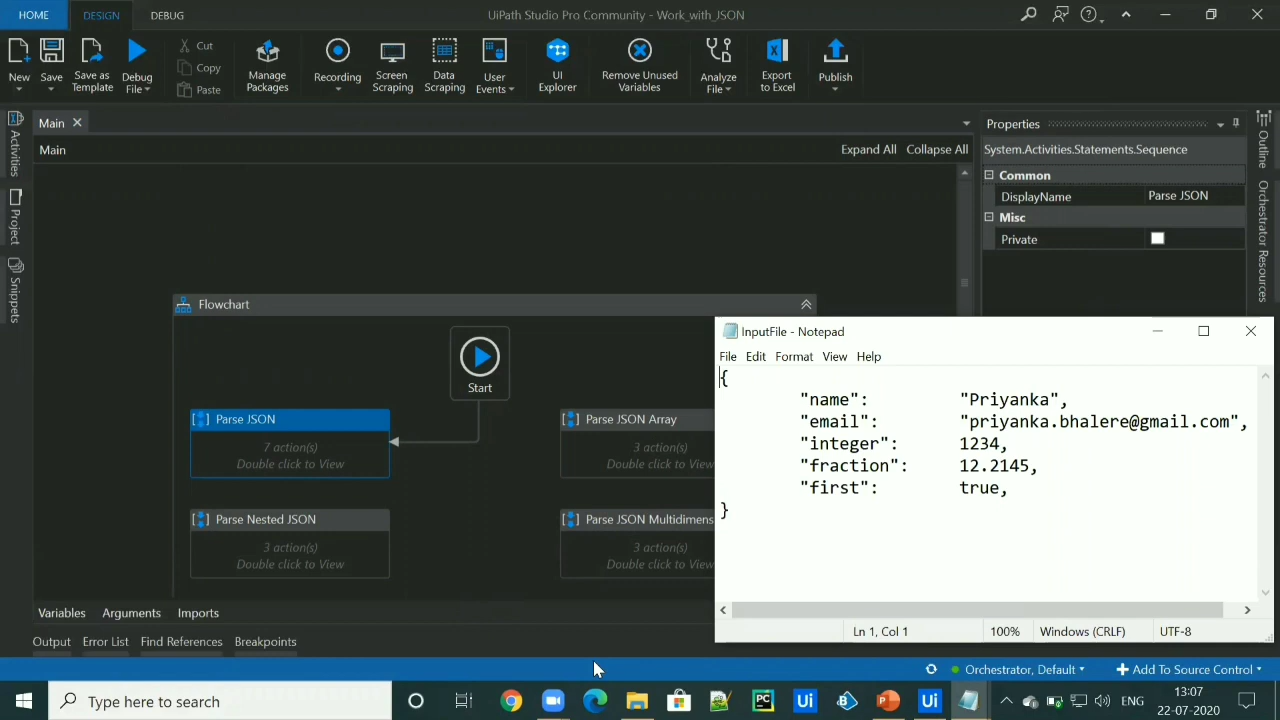 HOME DESIGN DEBUG UiPath Studio Pro Community - Work_with_JSON
New Save Save as Template Debug File Cut Copy Paste Manage Packages Recording Screen Scraping Data Scraping User Events UI Explorer Remove Unused Variables Analyze File Export to Excel Publish
Main
Main Expand All Collapse All
Activities
Project
Snippets
Flowchart
Start
Parse JSON
7 action(s)
Double click to View
Parse JSON Array
3 action(s)
Double click to View
Parse Nested JSON
3 action(s)
Double click to View
Parse JSON Multidimens
3 action(s)
Double click to View
Properties
System.Activities.Statements.Sequence
Common
DisplayName Parse JSON
Misc
Private
Outline
Orchestrator Resources
InputFile - Notepad
File Edit Format View Help
{
"name": "Priyanka",
"email": "priyanka.bhalere@gmail.com",
"integer": 1234,
"fraction": 12.2145,
"first": true,
}
Ln 1, Col 1 100% Windows (CRLF) UTF-8
Variables Arguments Imports
Output Error List Find References Breakpoints
Orchestrator, Default Add To Source Control
Type here to search
PC
Ui
Ui
ENG
13:07
22-07-2020